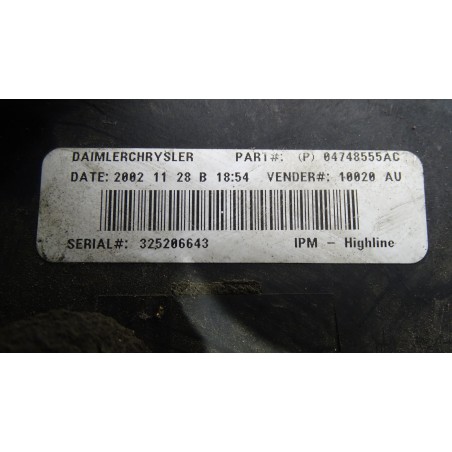 DAIMLERCHRYSLER PART#: (P) 04748555AC
DATE: 2002 11 28 B 18:54 VENDER#: 10020 AU
SERIAL#: 325206643 IPM - Highline